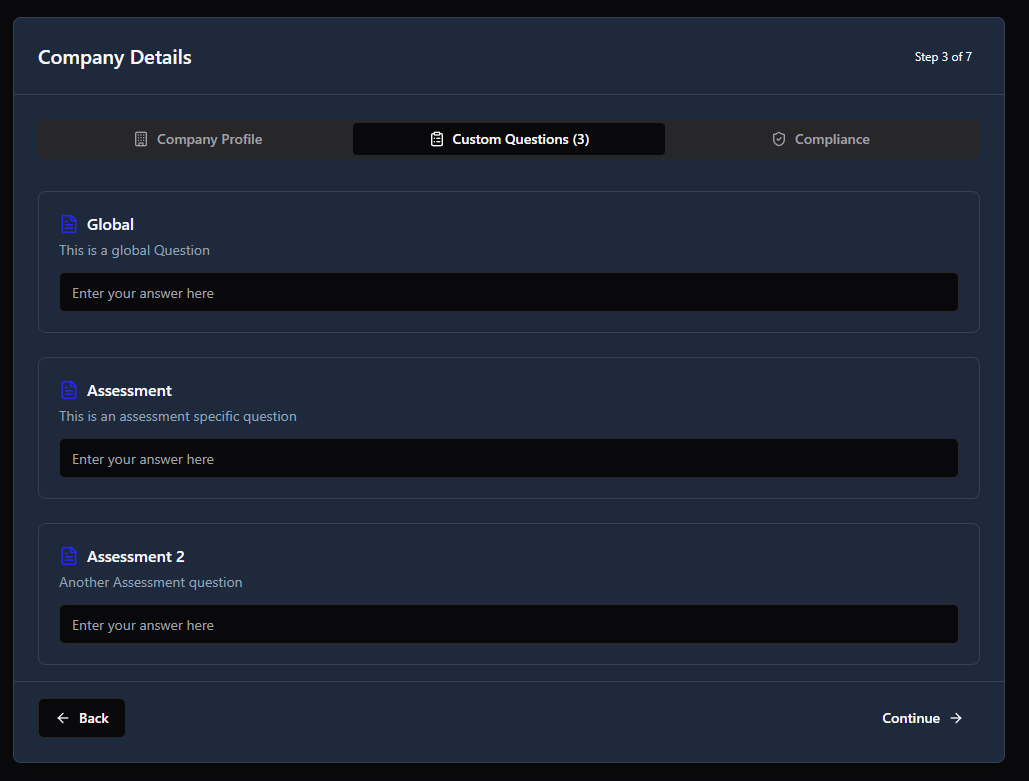 Company Details
Step 3 of 7
Company Profile
Custom Questions (3)
Compliance
Global
This is a global Question
Enter your answer here
Assessment
This is an assessment specific question
Enter your answer here
Assessment 2
Another Assessment question
Enter your answer here
Back
Continue